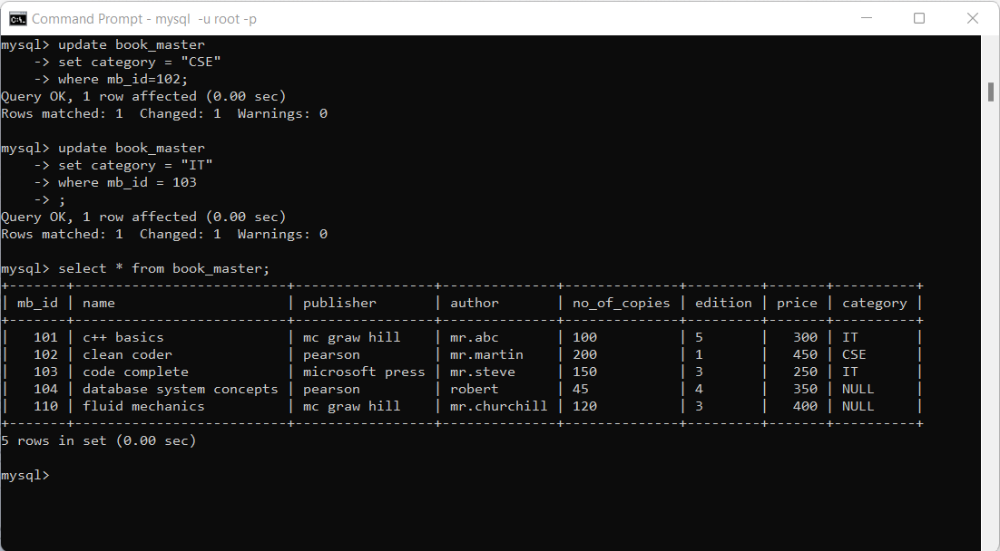 Command Prompt - mysql  -u root -p
mysql> update book_master
    -> set category = "CSE"
    -> where mb_id=102;
Query OK, 1 row affected (0.00 sec)
Rows matched: 1  Changed: 1  Warnings: 0
mysql> update book_master
    -> set category = "IT"
    -> where mb_id = 103
    -> ;
Query OK, 1 row affected (0.00 sec)
Rows matched: 1  Changed: 1  Warnings: 0
mysql> select * from book_master;
+-------+--------------------------+-----------------+--------------+--------------+---------+-------+----------+
| mb_id | name                     | publisher       | author       | no_of_copies | edition | price | category |
+-------+--------------------------+-----------------+--------------+--------------+---------+-------+----------+
|   101 | c++ basics               | mc graw hill    | mr.abc       | 100          | 5       |   300 | IT       |
|   102 | clean coder              | pearson         | mr.martin    | 200          | 1       |   450 | CSE      |
|   103 | code complete            | microsoft press | mr.steve     | 150          | 3       |   250 | IT       |
|   104 | database system concepts | pearson         | robert       | 45           | 4       |   350 | NULL     |
|   110 | fluid mechanics          | mc graw hill    | mr.churchill | 120          | 3       |   400 | NULL     |
+-------+--------------------------+-----------------+--------------+--------------+---------+-------+----------+
5 rows in set (0.00 sec)
mysql>